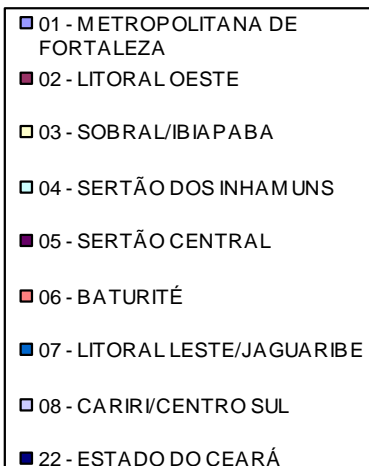 01 - METROPOLITANA DE
FORTALEZA
02 - LITORAL OESTE
03 - SOBRAL/IBIAPABA
04 - SERTÃO DOS INHAMUNS
05 - SERTÃO CENTRAL
06 - BATURITÉ
07 - LITORAL LESTE/JAGUARIBE
08 - CARIRI/CENTRO SUL
22 - ESTADO DO CEARÁ